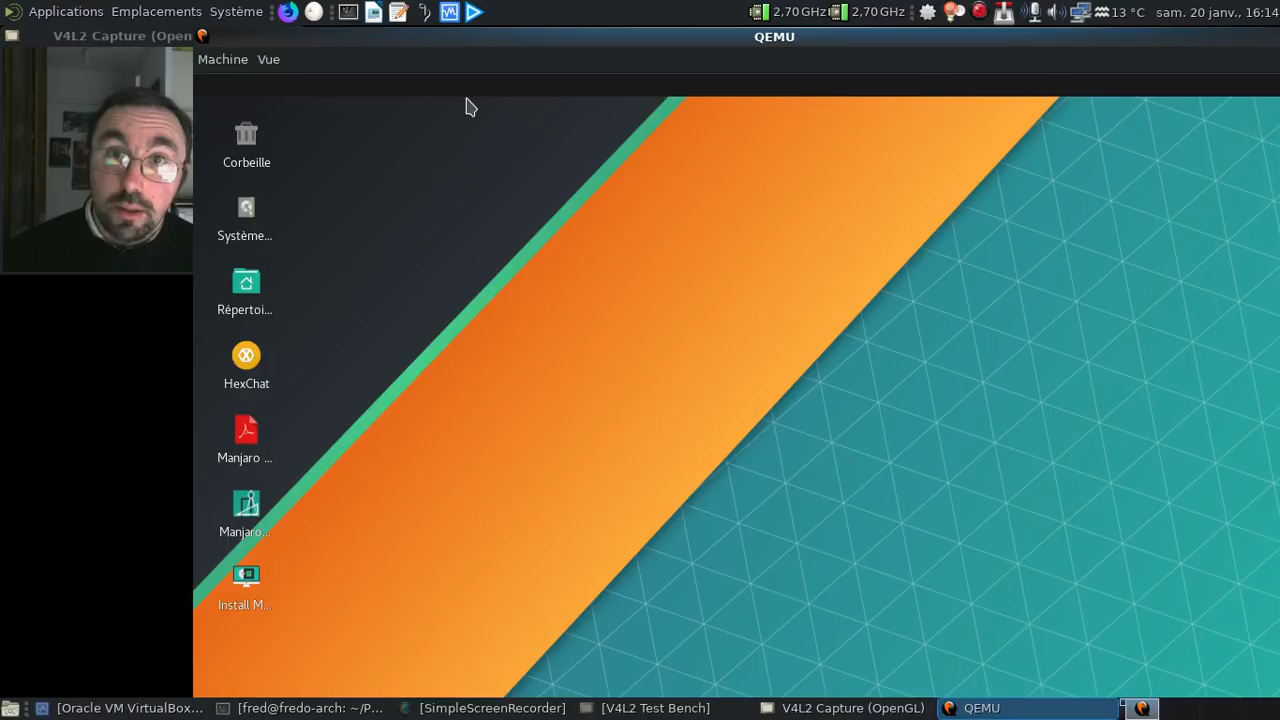 Applications Emplacements Système 2,70 GHz 2,70 GHz 13 °C sam. 20 janv., 16:14
V4L2 Capture (Open
QEMU
Machine Vue
Corbeille
Système...
Répertoi...
HexChat
Manjaro ...
Manjaro...
Install M...
[Oracle VM VirtualBox... [fred@fredo-arch: ~/P... [SimpleScreenRecorder] [V4L2 Test Bench] V4L2 Capture (OpenGL) QEMU